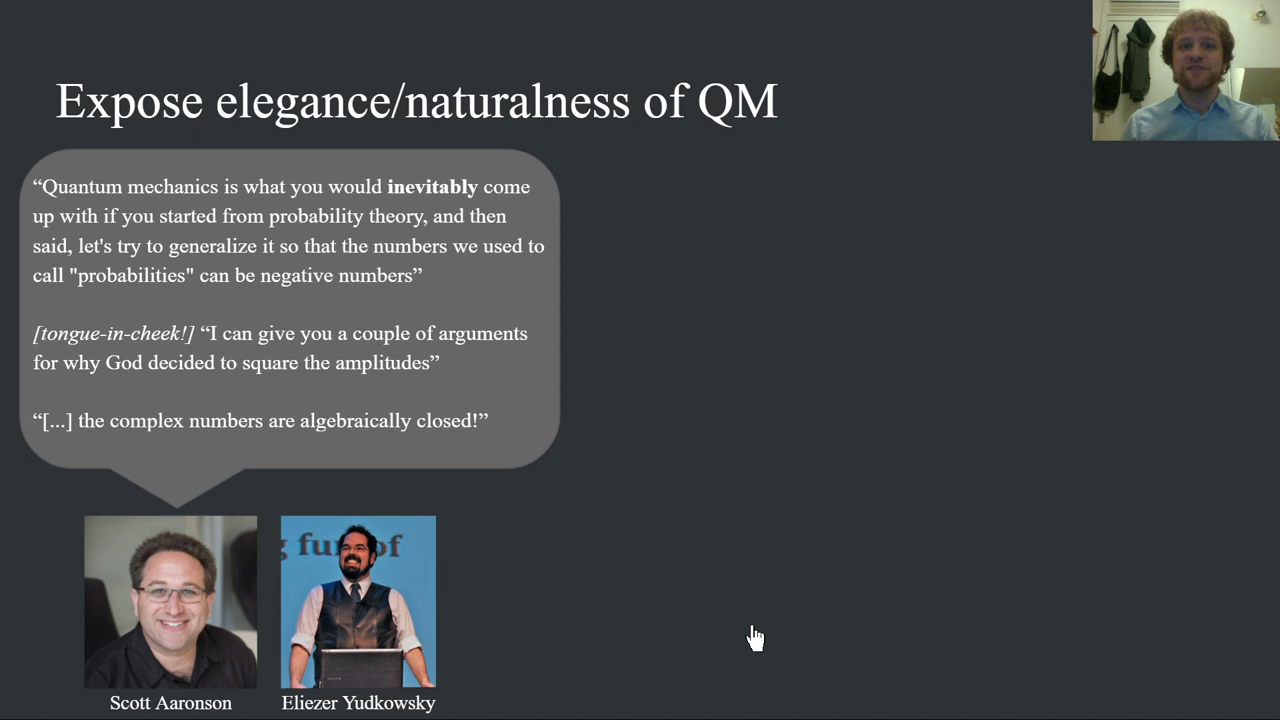 Expose elegance/naturalness of QM
“Quantum mechanics is what you would inevitably come
up with if you started from probability theory, and then
said, let's try to generalize it so that the numbers we used to
call "probabilities" can be negative numbers”
[tongue-in-cheek!] “I can give you a couple of arguments
for why God decided to square the amplitudes”
“[...] the complex numbers are algebraically closed!”
g fu of
Scott Aaronson
Eliezer Yudkowsky